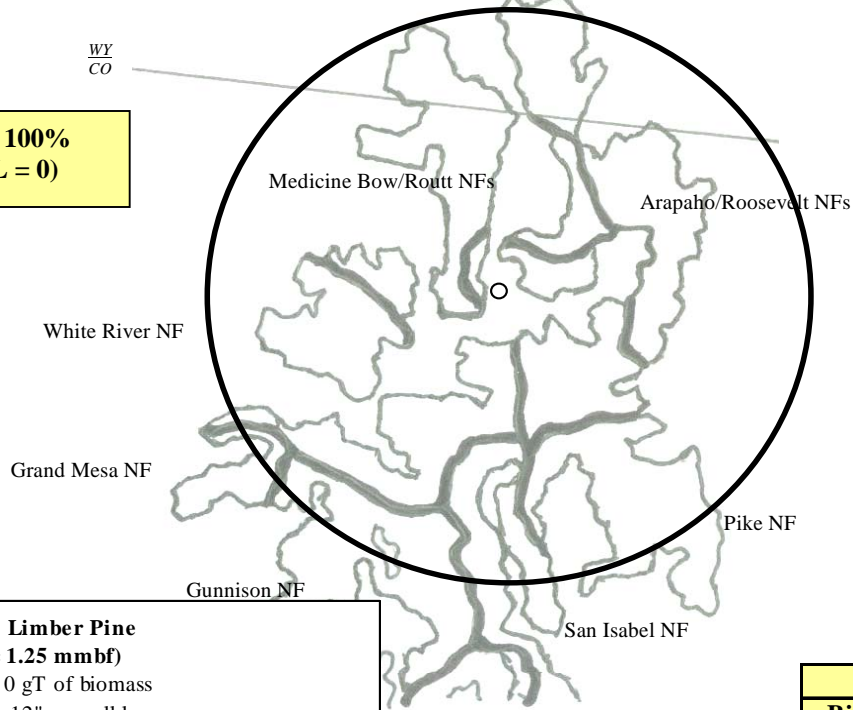 WY
CO
100%
= 0)
Medicine Bow/Routt NFs
Arapaho/Roosevelt NFs
White River NF
Grand Mesa NF
Pike NF
Gunnison NF
San Isabel NF
Limber Pine
1.25 mmbf)
0 gT of biomass